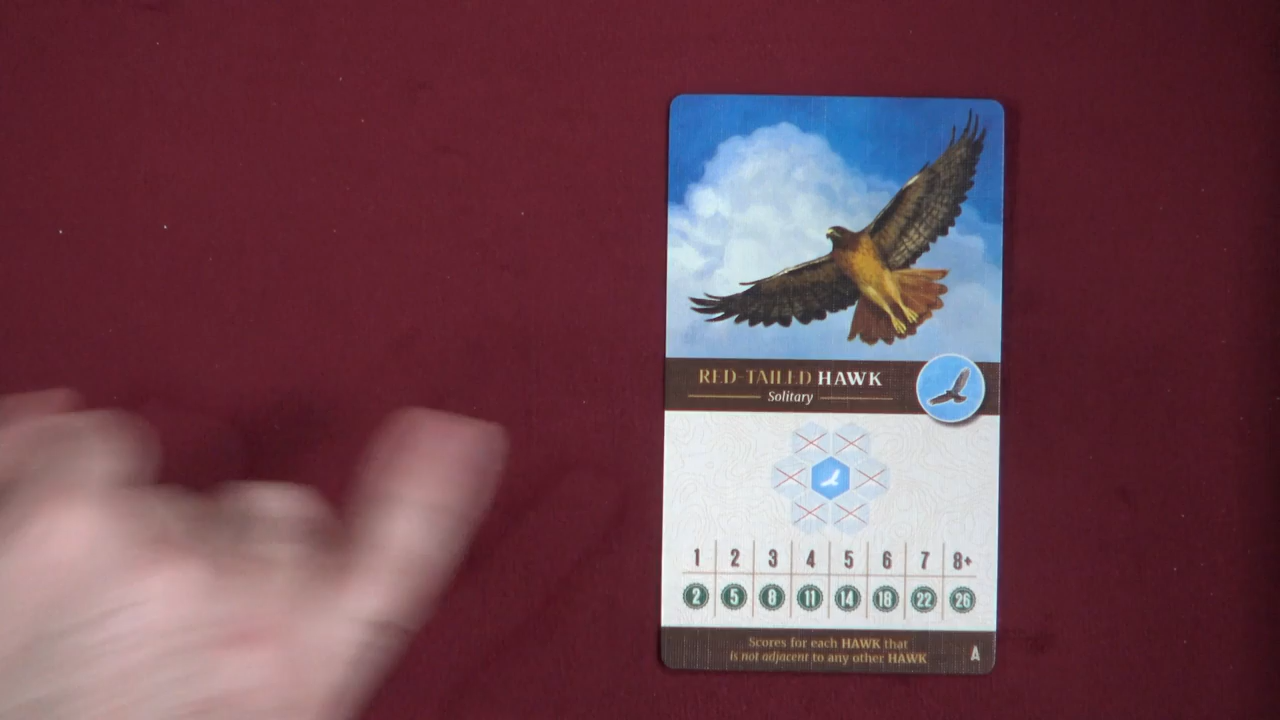 RED-TAILED HAWK
Solitary
1 2 3 4 5 6 7 8+
2 5 8 11 14 18 22 26
Scores for each HAWK that
is not adjacent to any other HAWK
A